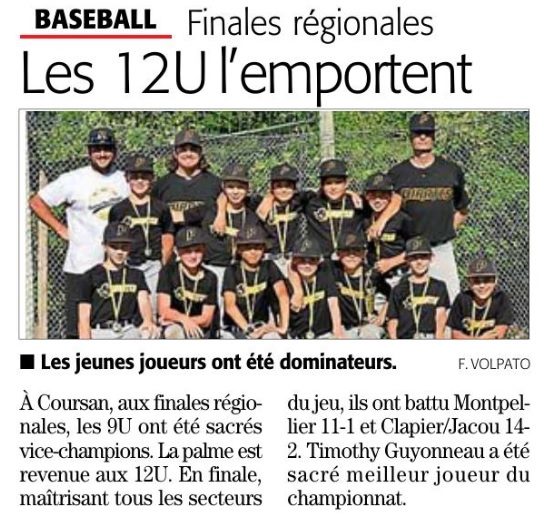 BASEBALL Finales régionales
Les 12U l'emportent
PIRATES
■ Les jeunes joueurs ont été dominateurs.
F. VOLPATO
À Coursan, aux finales régio-
nales, les 9U ont été sacrés
vice-champions. La palme est
revenue aux 12U. En finale,
maîtrisant tous les secteurs
du jeu, ils ont battu Montpel-
lier 11-1 et Clapier/Jacou 14-
2. Timothy Guyonneau a été
sacré meilleur joueur du
championnat.